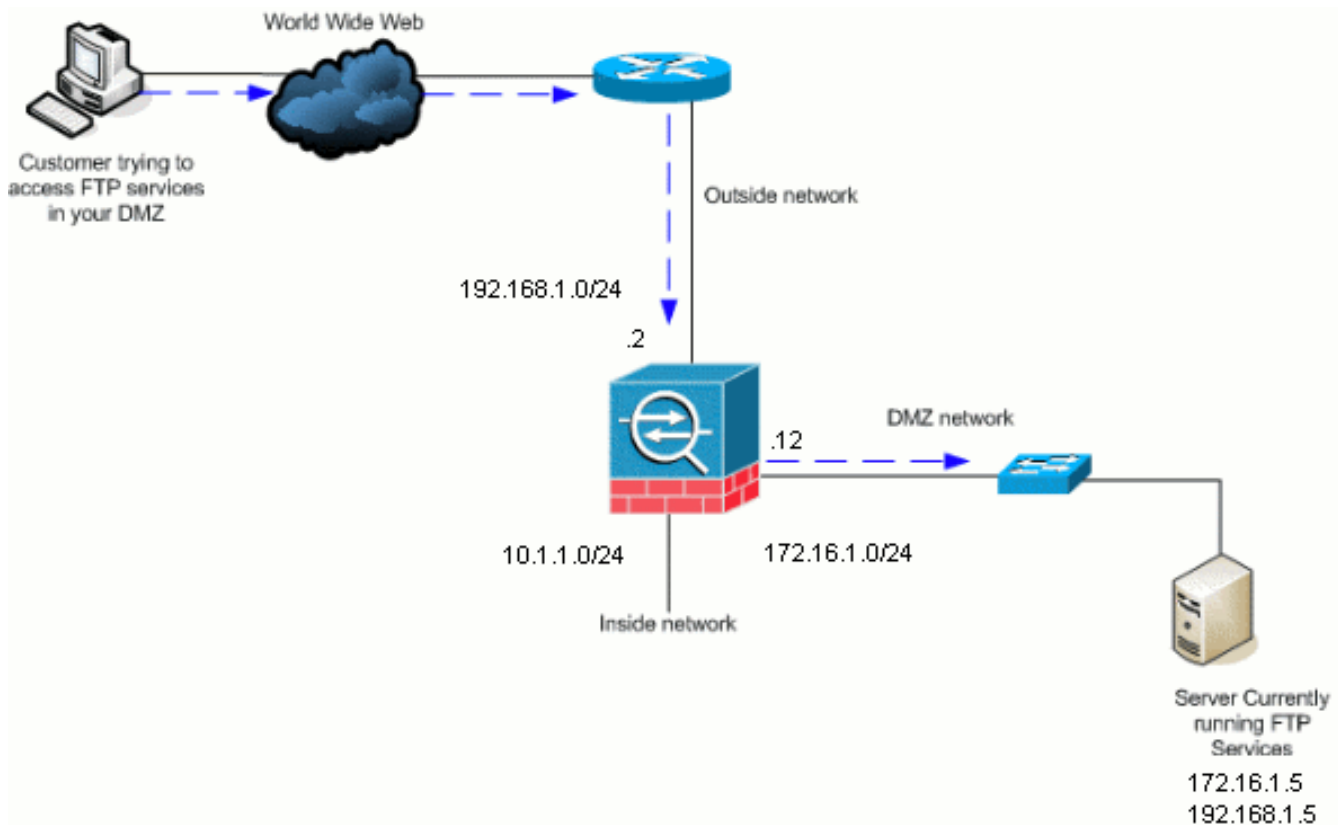 World Wide Web
Customer trying to
access FTP services
in your DMZ
Outside network
192.168.1.0/24
.2
DMZ network
.12
10.1.1.0/24
172.16.1.0/24
Inside network
Server Currently
running FTP
Services
172.16.1.5
192.168.1.5